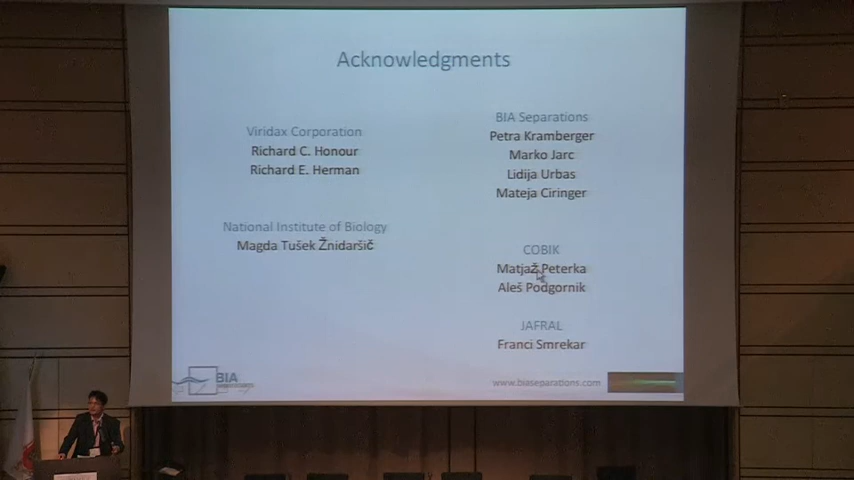 Acknowledgments
Viridax Corporation
Richard C. Honour
Richard E. Herman
National Institute of Biology
Magda Tušek Žnidaršič
BIA Separations
Petra Kramberger
Marko Jarc
Lidija Urbas
Mateja Ciringer
COBIK
Matjaž Peterka
Aleš Podgornik
JAFRAL
Franci Smrekar
BIA
www.biaseparations.com